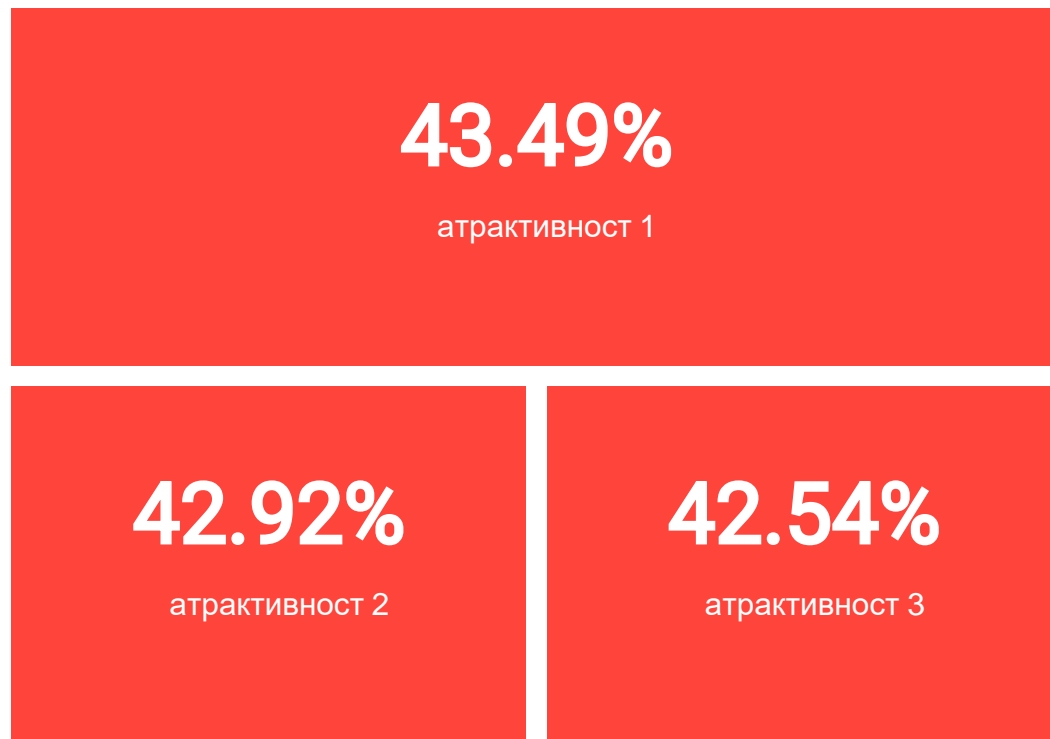 43.49%
атрактивност 1
42.92%
атрактивност 2
42.54%
атрактивност 3